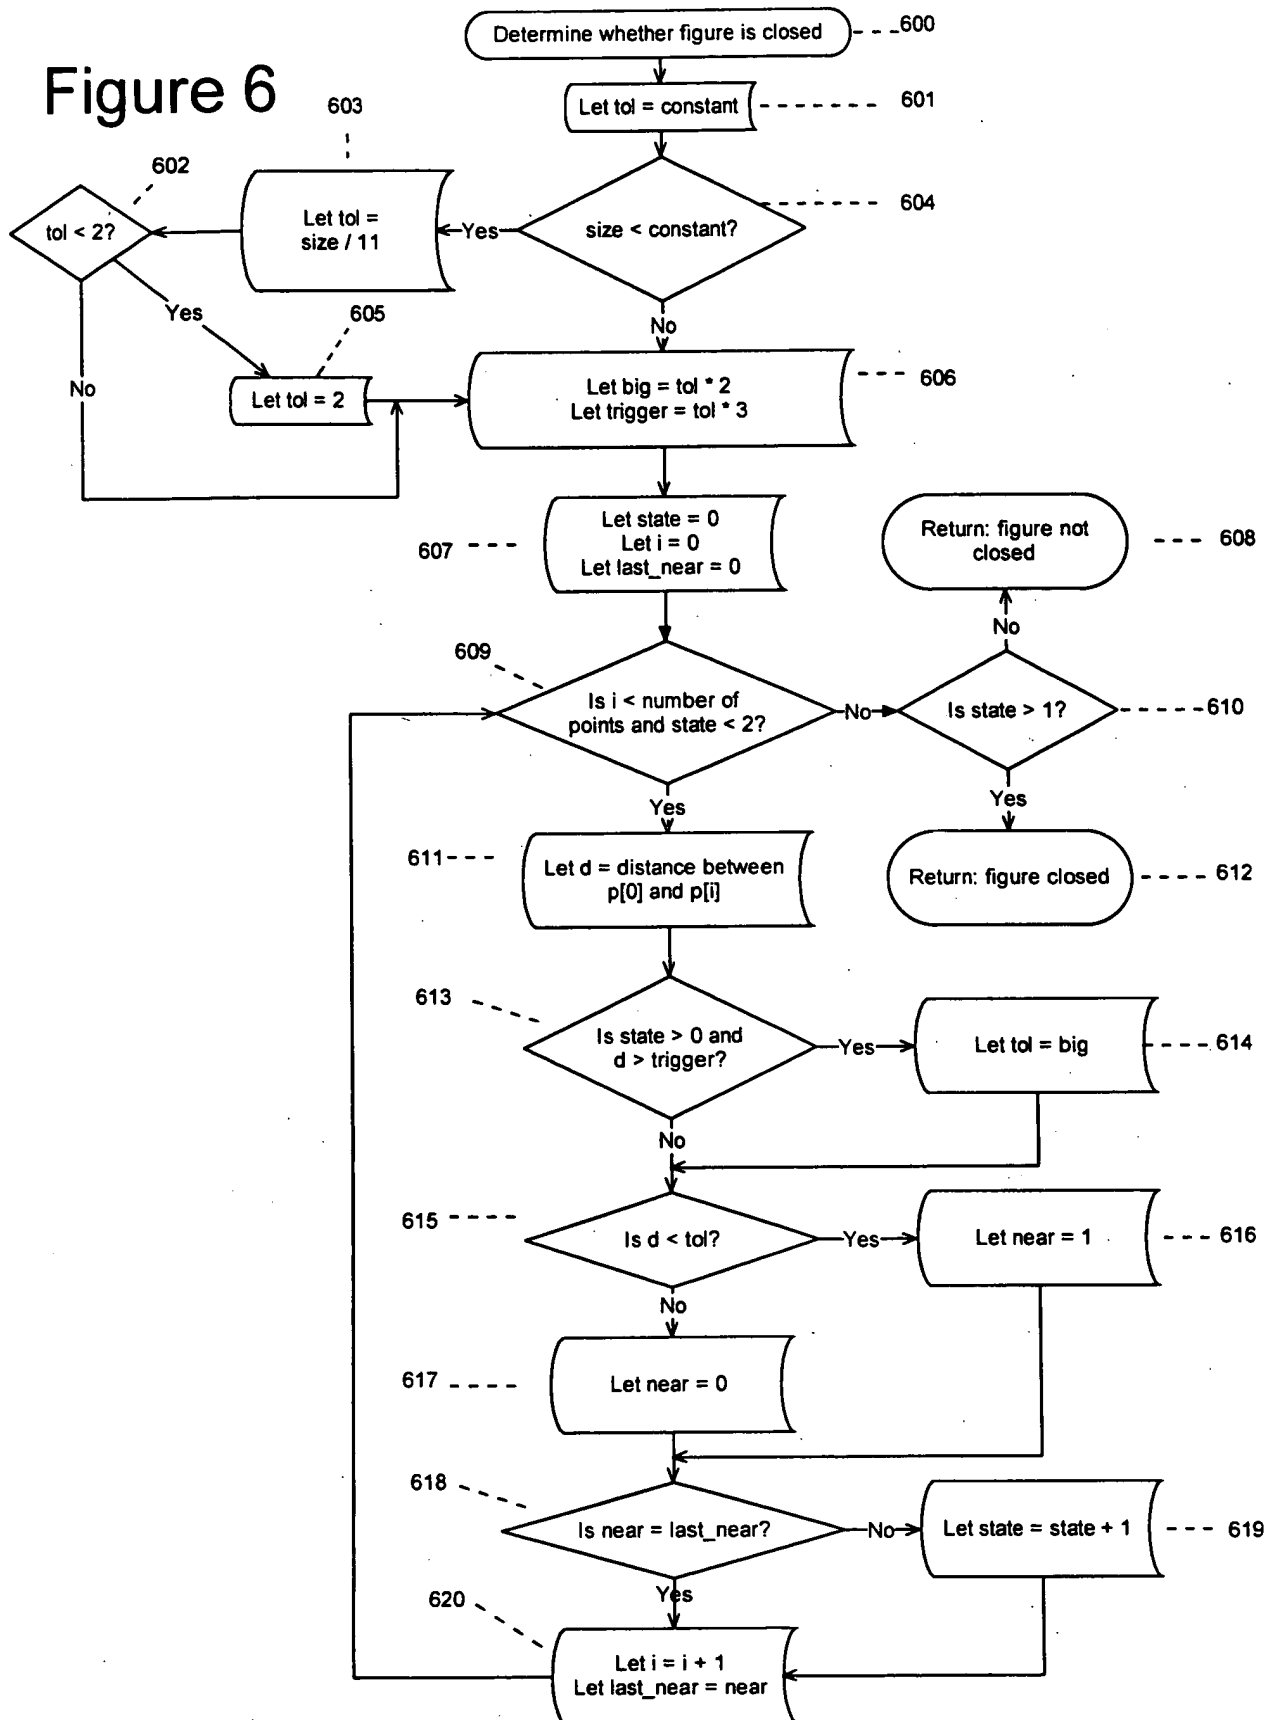 Figure 6
Determine whether figure is closed
600
Let tol = constant
601
603
602
604
tol < 2?
Let tol =
size / 11
Yes
size < constant?
Yes
605
No
No
Let tol = 2
Let big = tol * 2
Let trigger = tol * 3
606
607
Let state = 0
Let i = 0
Let last_near = 0
Return: figure not
closed
608
No
609
Is i < number of
points and state < 2?
No
Is state > 1?
610
Yes
Yes
611
Let d = distance between
p[0] and p[i]
Return: figure closed
612
613
Is state > 0 and
d > trigger?
Yes
Let tol = big
614
No
615
Is d < tol?
Yes
Let near = 1
616
No
617
Let near = 0
618
Is near = last_near?
No
Let state = state + 1
619
Yes
620
Let i = i + 1
Let last_near = near